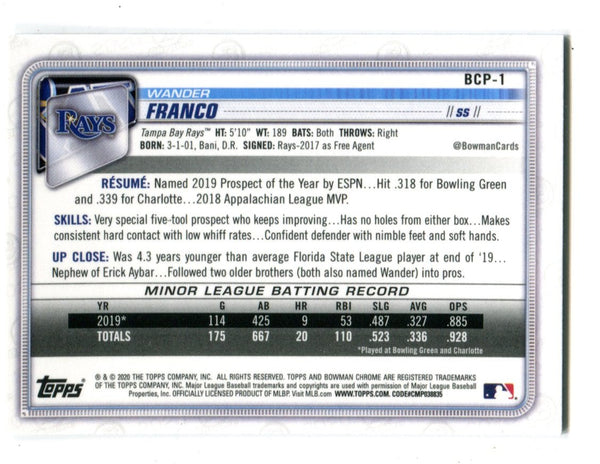 BCP-1
WANDER
FRANCO
// SS //
RAYS
Tampa Bay Rays™ HT: 5'10" WT: 189 BATS: Both THROWS: Right
BORN: 3-1-01, Bani, D.R. SIGNED: Rays-2017 as Free Agent
@BowmanCards
RÉSUMÉ: Named 2019 Prospect of the Year by ESPN...Hit .318 for Bowling Green
and .339 for Charlotte...2018 Appalachian League MVP.
SKILLS: Very special five-tool prospect who keeps improving...Has no holes from either box...Makes
consistent hard contact with low whiff rates...Confident defender with nimble feet and soft hands.
UP CLOSE: Was 4.3 years younger than average Florida State League player at end of '19...
Nephew of Erick Aybar...Followed two older brothers (both also named Wander) into pros.
MINOR LEAGUE BATTING RECORD
YR G AB HR RBI SLG AVG OPS
2019* 114 425 9 53 .487 .327 .885
TOTALS 175 667 20 110 .523 .336 .928
*Played at Bowling Green and Charlotte
topps
® & © 2020 THE TOPPS COMPANY, INC. ALL RIGHTS RESERVED. TOPPS AND BOWMAN CHROME ARE REGISTERED TRADEMARKS
OF THE TOPPS COMPANY, INC. Major League Baseball trademarks and copyrights are used with permission of Major League Baseball
Properties, Inc. OFFICIALLY LICENSED PRODUCT OF MLBP. Visit MLB.com WWW.TOPPS.COM. CODE#CMP038835